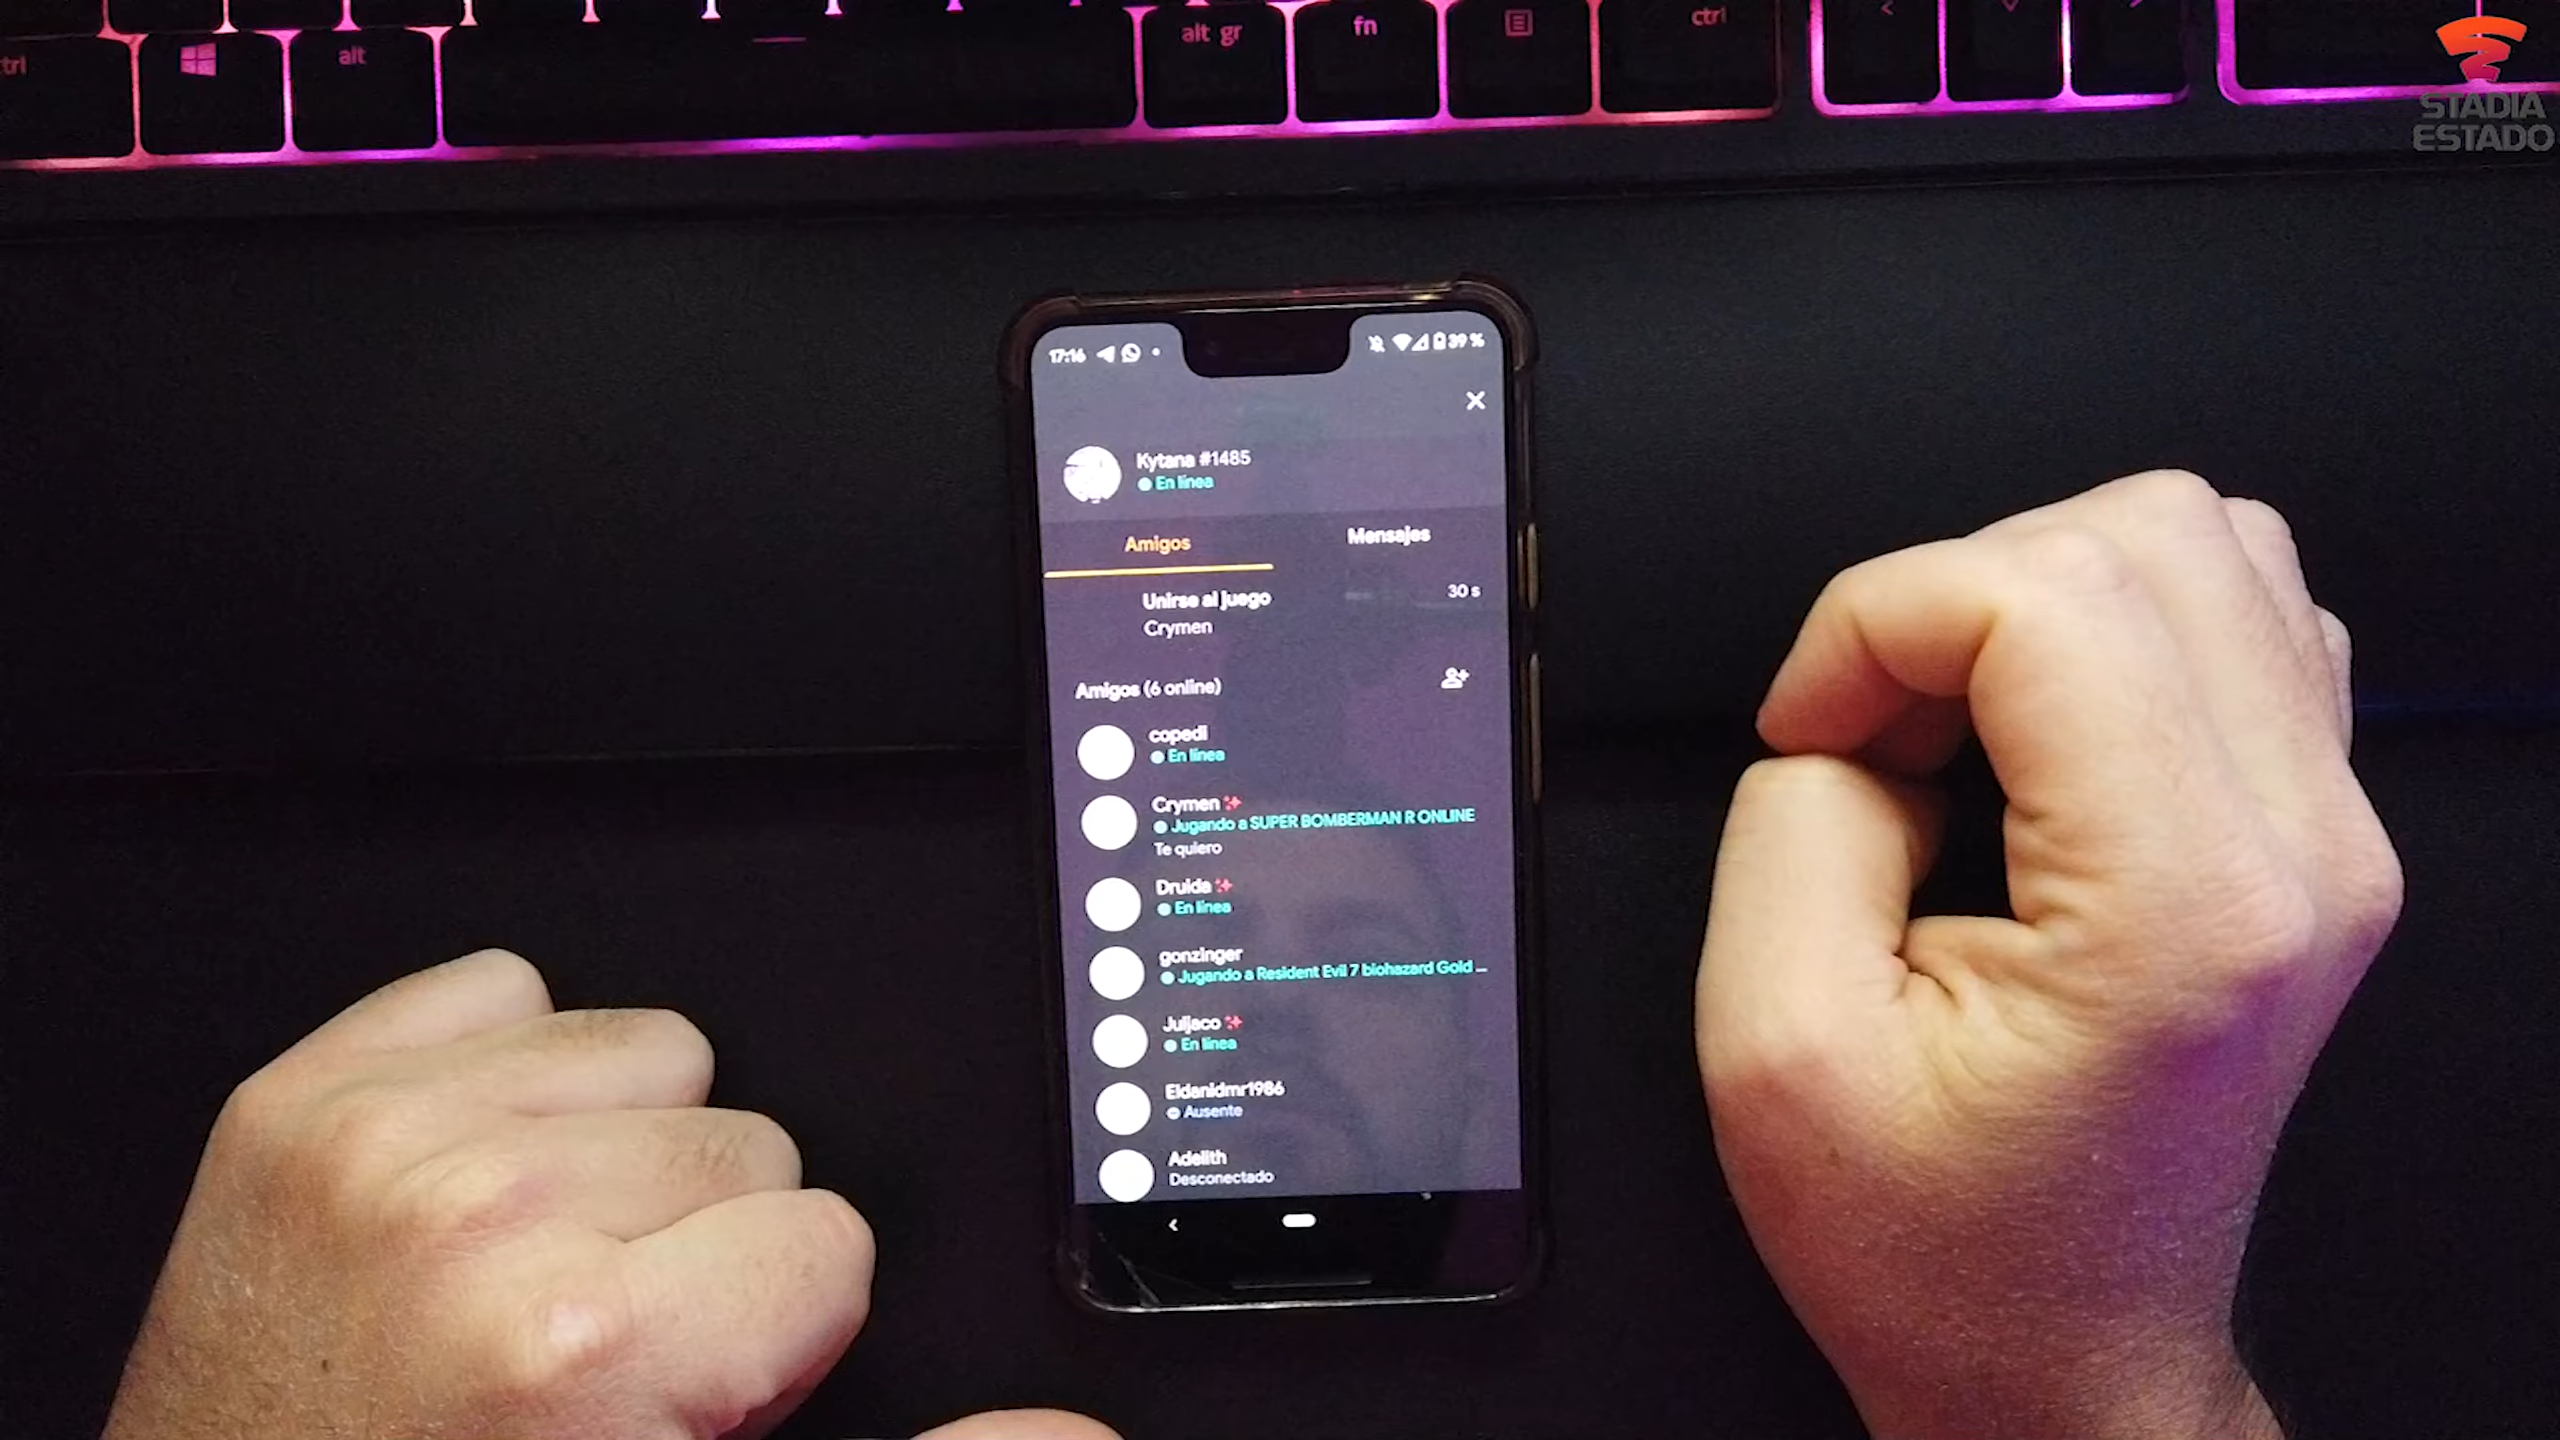 ctrl
alt
alt gr
fn
ctrl
STADIA
ESTADO
17:16
39 %
Kytana #1485
En línea
Amigos
Mensajes
Unirse al juego
30 s
Crymen
Amigos (6 online)
copedi
En línea
Crymen
Jugando a SUPER BOMBERMAN R ONLINE
Te quiero
Druida
En línea
gonzinger
Jugando a Resident Evil 7 biohazard Gold ...
Juljaco
En línea
Eldanidmr1986
Ausente
Adelith
Desconectado